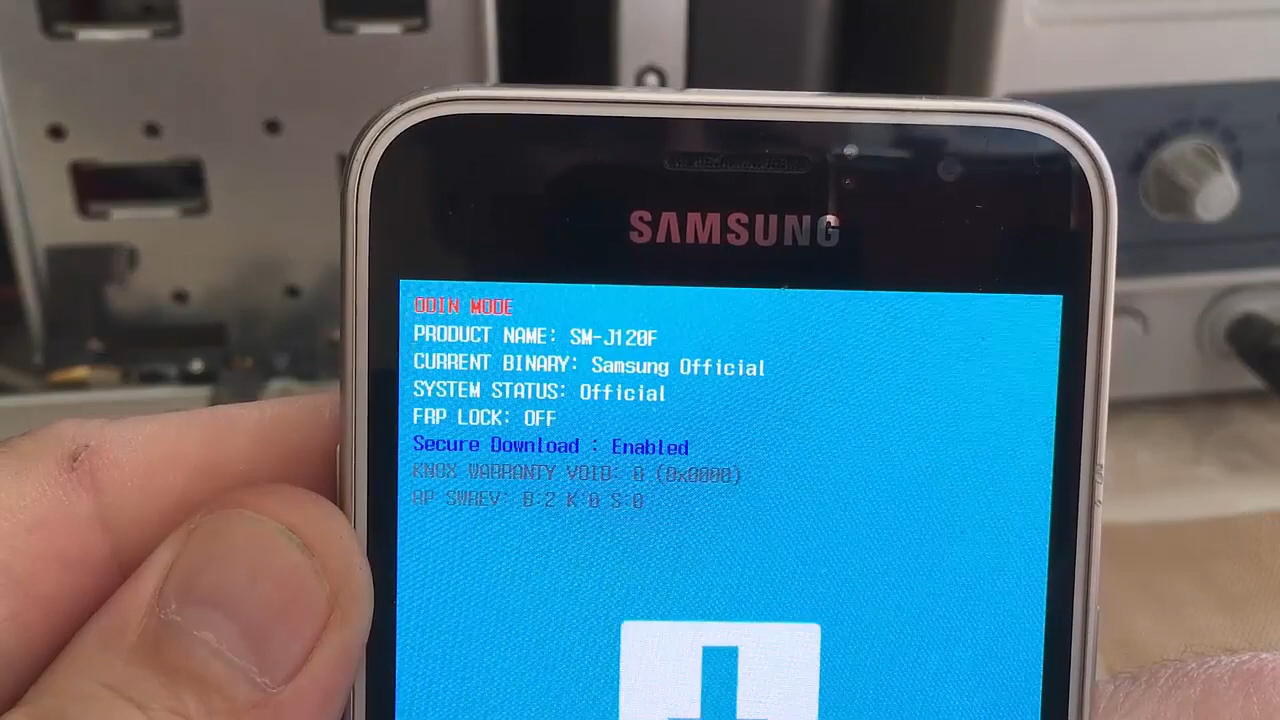 SAMSUNG
ODIN MODE
PRODUCT NAME: SM-J120F
CURRENT BINARY: Samsung Official
SYSTEM STATUS: Official
FRP LOCK: OFF
Secure Download : Enabled
KNOX WARRANTY VOID: 0 (0x0000)
AP SWREV: B:2 K:0 S:0